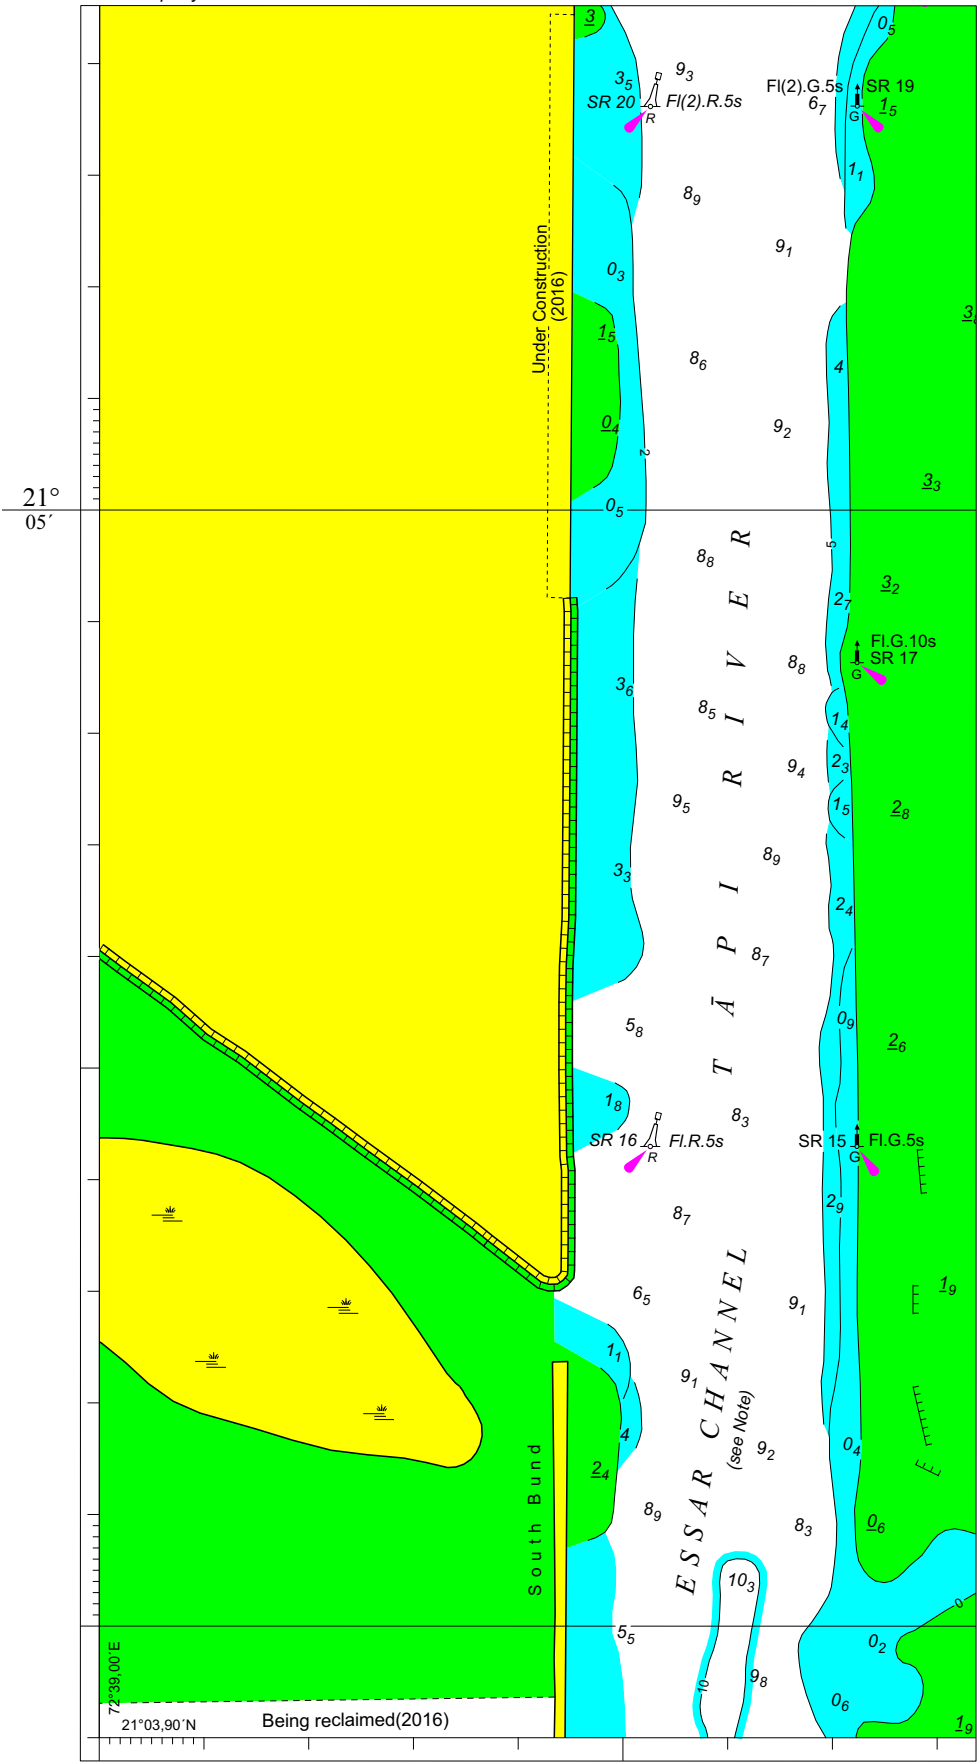 3
0₅
3₅
9₃
SR 20
Fl(2).R.5s
R
Fl(2).G.5s
SR 19
6₇
G
1₅
1₁
8₉
9₁
Under Construction
(2016)
0₃
3
1₅
8₆
4
0₄
9₂
2
3₃
21°
05´
0₅
8₈
5
3₂
2₇
Fl.G.10s
SR 17
G
8₈
3₆
8₅
1₄
9₄
2₃
9₅
1₅
2₈
8₉
3₃
2₄
8₇
TĀPI RIVER
5₈
0₉
2₆
1₈
8₃
SR 16
Fl.R.5s
R
SR 15
Fl.G.5s
G
2₉
8₇
6₅
9₁
1₉
1₁
9₁
ESSAR CHANNEL
(see Note)
4
9₂
0₄
South Bund
2₄
8₉
8₃
0₆
10₃
0
5₅
0₂
10
9₈
0₆
1₉
72°39,00´E
21°03,90´N
Being reclaimed(2016)